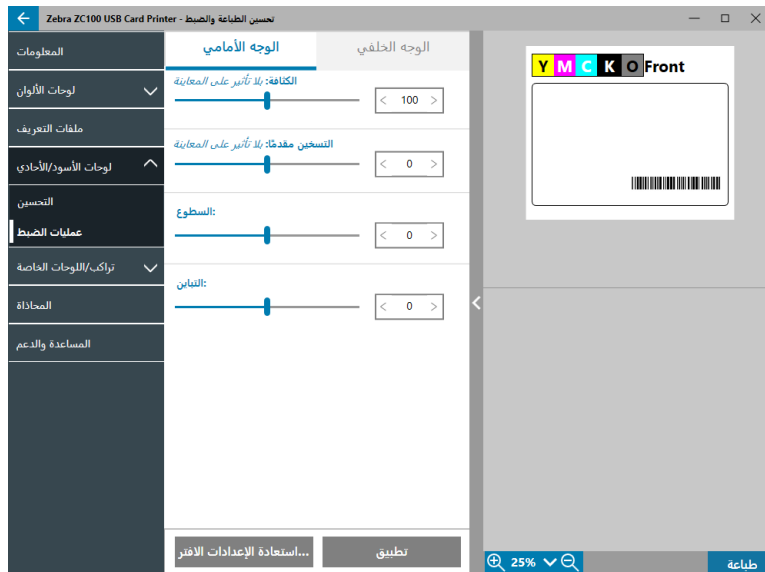 تحسين الطباعة والضبط - Zebra ZC100 USB Card Printer
المعلومات
لوحات الألوان
ملفات التعريف
لوحات الأسود/الأحادي
التحسين
عمليات الضبط
تراكب/اللوحات الخاصة
المحاذاة
المساعدة والدعم
الوجه الأمامي
الوجه الخلفي
الكثافة: بلا تأثير على المعاينة
100
التسخين مقدمًا: بلا تأثير على المعاينة
0
السطوع:
0
التباين:
0
استعادة الإعدادات الافتر...
تطبيق
Y M C K O Front
25%
طباعة